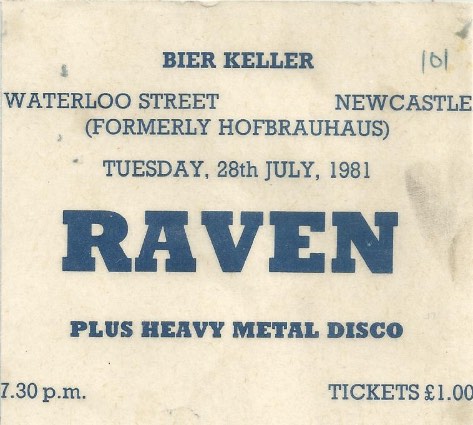 101
BIER KELLER
WATERLOO STREET NEWCASTLE
(FORMERLY HOFBRAUHAUS)
TUESDAY, 28th JULY, 1981
RAVEN
PLUS HEAVY METAL DISCO
7.30 p.m. TICKETS £1.00